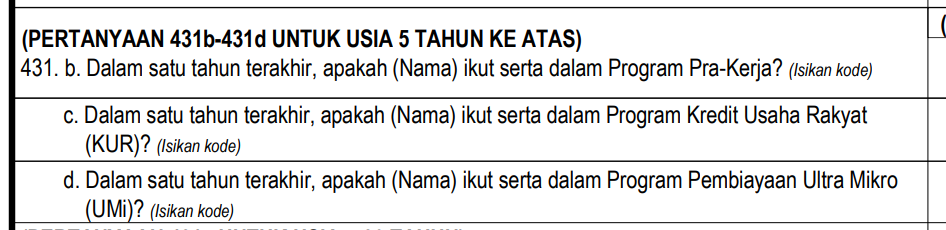 (PERTANYAAN 431b-431d UNTUK USIA 5 TAHUN KE ATAS)
431. b. Dalam satu tahun terakhir, apakah (Nama) ikut serta dalam Program Pra-Kerja? (Isikan kode)
c. Dalam satu tahun terakhir, apakah (Nama) ikut serta dalam Program Kredit Usaha Rakyat
(KUR)? (Isikan kode)
d. Dalam satu tahun terakhir, apakah (Nama) ikut serta dalam Program Pembiayaan Ultra Mikro
(UMi)? (Isikan kode)